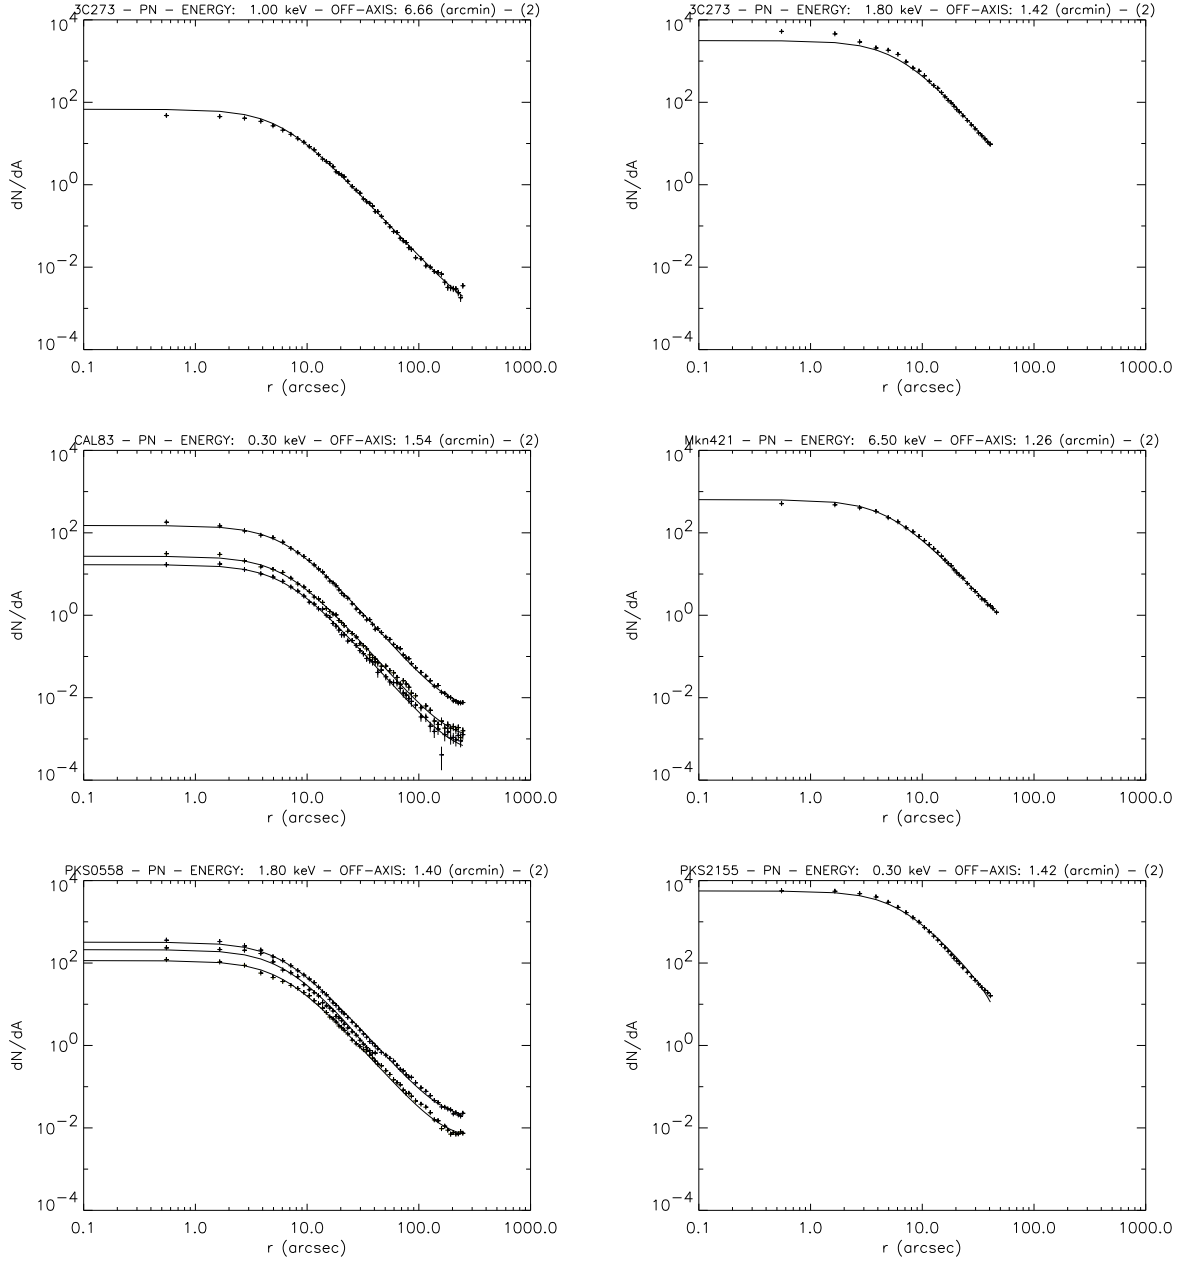 3C273 − PN − ENERGY: 1.00 keV − OFF−AXIS: 6.66 (arcmin) − (2)
10^4
10^2
10^0
10^−2
10^−4
dN/dA
0.1 1.0 10.0 100.0 1000.0
r (arcsec)
3C273 − PN − ENERGY: 1.80 keV − OFF−AXIS: 1.42 (arcmin) − (2)
10^4
10^2
10^0
10^−2
10^−4
dN/dA
0.1 1.0 10.0 100.0 1000.0
r (arcsec)
CAL83 − PN − ENERGY: 0.30 keV − OFF−AXIS: 1.54 (arcmin) − (2)
10^4
10^2
10^0
10^−2
10^−4
dN/dA
0.1 1.0 10.0 100.0 1000.0
r (arcsec)
Mkn421 − PN − ENERGY: 6.50 keV − OFF−AXIS: 1.26 (arcmin) − (2)
10^4
10^2
10^0
10^−2
10^−4
dN/dA
0.1 1.0 10.0 100.0 1000.0
r (arcsec)
PKS0558 − PN − ENERGY: 1.80 keV − OFF−AXIS: 1.40 (arcmin) − (2)
10^4
10^2
10^0
10^−2
10^−4
dN/dA
0.1 1.0 10.0 100.0 1000.0
r (arcsec)
PKS2155 − PN − ENERGY: 0.30 keV − OFF−AXIS: 1.42 (arcmin) − (2)
10^4
10^2
10^0
10^−2
10^−4
dN/dA
0.1 1.0 10.0 100.0 1000.0
r (arcsec)